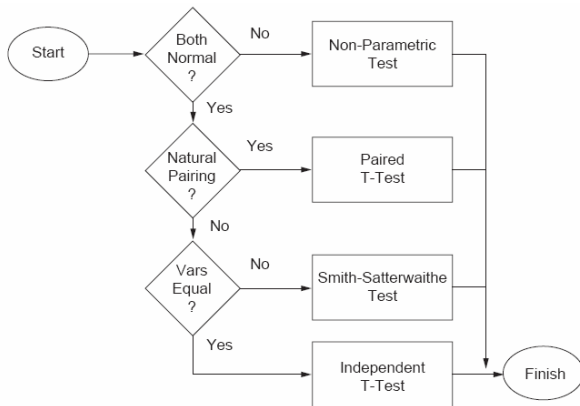 Start
Both
Normal
?
No
Non-Parametric
Test
Yes
Natural
Pairing
?
Yes
Paired
T-Test
No
Vars
Equal
?
No
Smith-Satterwaithe
Test
Yes
Independent
T-Test
Finish